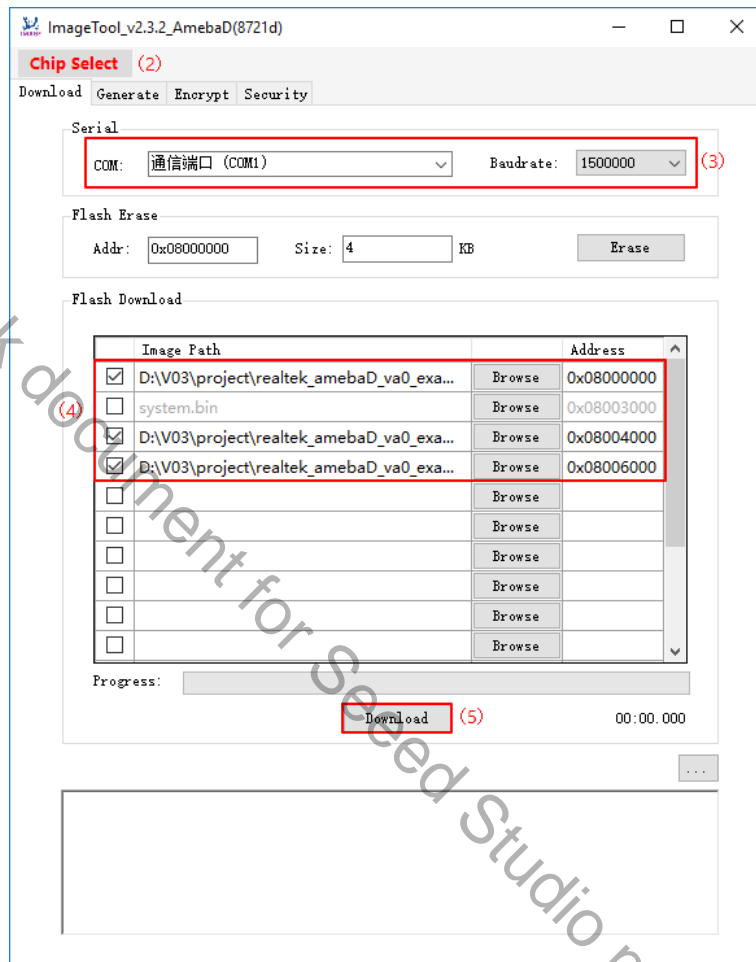 ImageTool_v2.3.2_AmebaD(8721d)
Chip Select (2)
Download Generate Encrypt Security
Serial
COM: 通信端口 (COM1) Baudrate: 1500000 (3)
Flash Erase
Addr: 0x08000000 Size: 4 KB Erase
Flash Download
Image Path Address
D:\V03\project\realtek_amebaD_va0_exa... Browse 0x08000000
(4) system.bin Browse 0x08003000
D:\V03\project\realtek_amebaD_va0_exa... Browse 0x08004000
D:\V03\project\realtek_amebaD_va0_exa... Browse 0x08006000
Browse
Browse
Browse
Browse
Browse
Browse
Progress:
Download (5) 00:00.000
...
k document for Seeed Studio